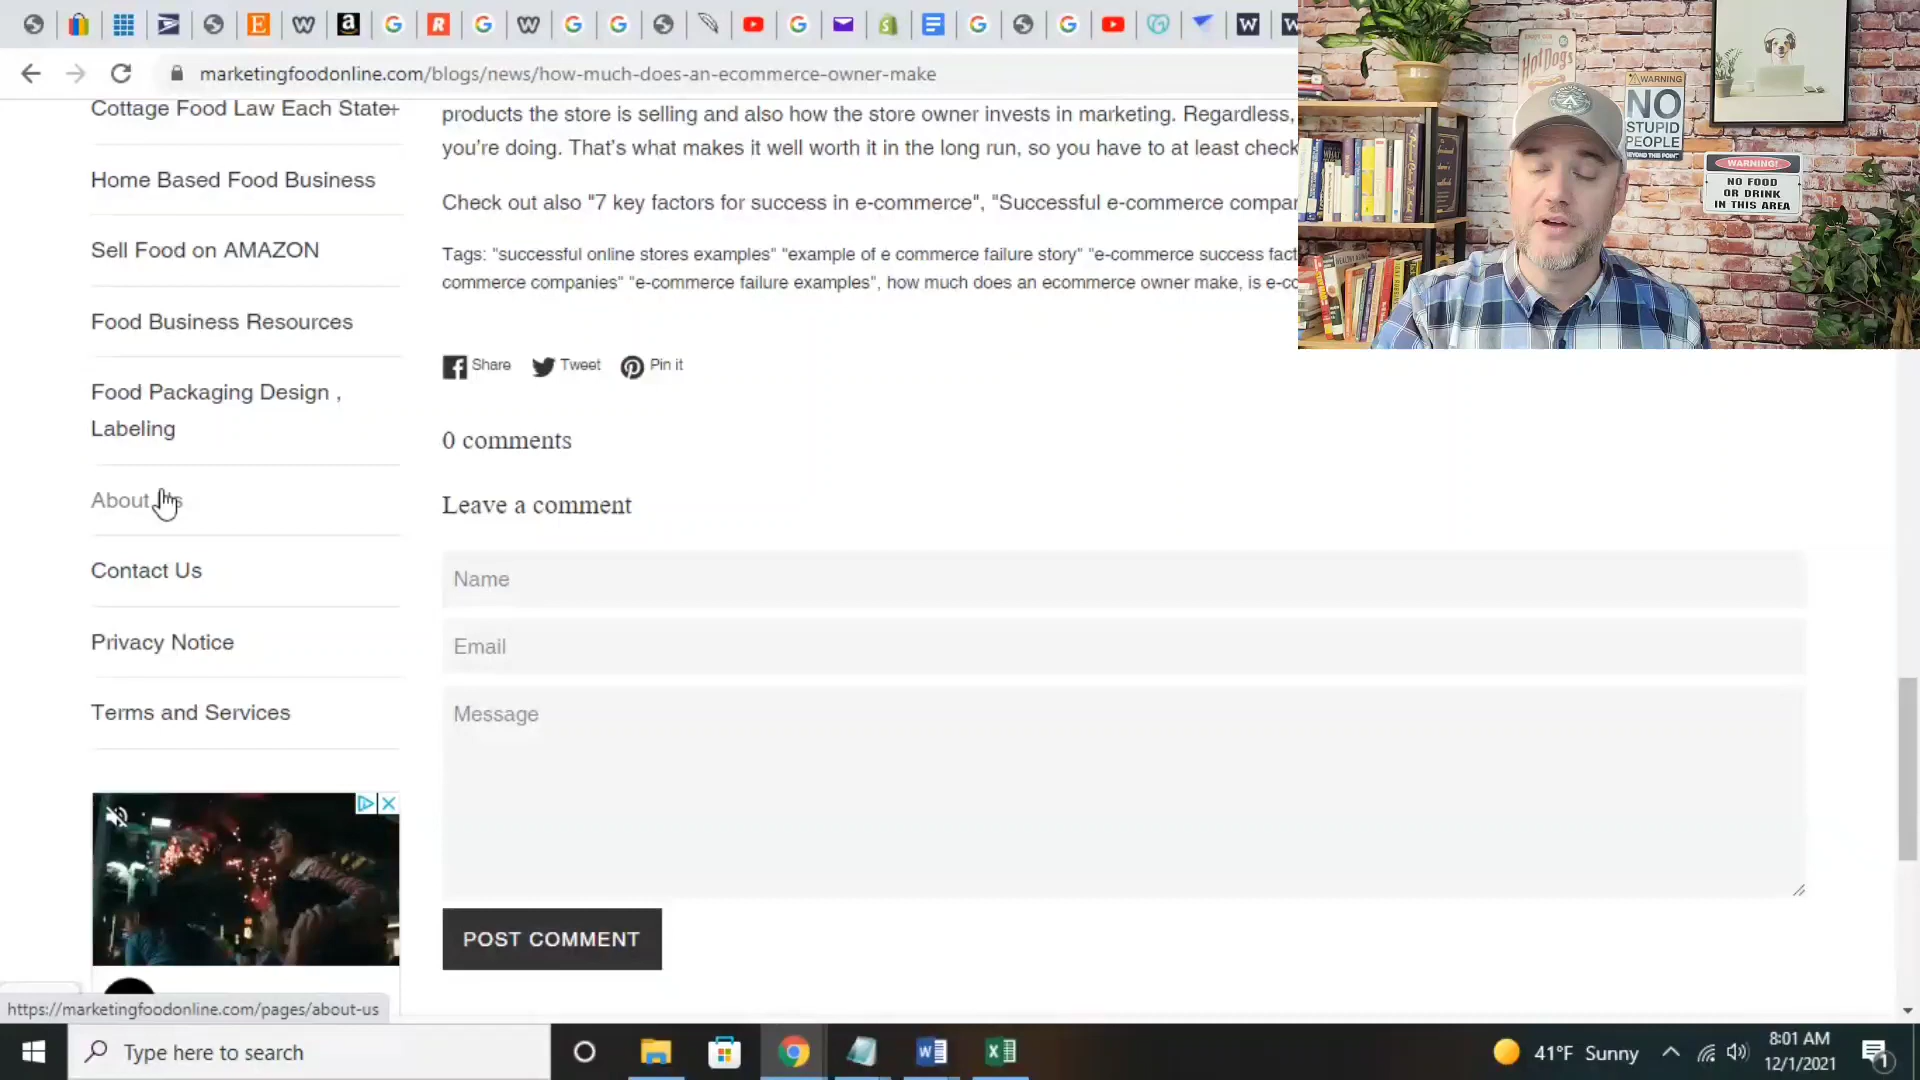 marketingfoodonline.com/blogs/news/how-much-does-an-ecommerce-owner-make
Cottage Food Law Each State+
Home Based Food Business
Sell Food on AMAZON
Food Business Resources
Food Packaging Design ,
Labeling
About
Contact Us
Privacy Notice
Terms and Services
products the store is selling and also how the store owner invests in marketing. Regardless,
you're doing. That's what makes it well worth it in the long run, so you have to at least check
Check out also "7 key factors for success in e-commerce", "Successful e-commerce compar
Tags: "successful online stores examples" "example of e commerce failure story" "e-commerce success fact
commerce companies" "e-commerce failure examples", how much does an ecommerce owner make, is e-co
Share Tweet Pin it
0 comments
Leave a comment
Name
Email
Message
POST COMMENT
Hot Dogs
WARNING
NO
STUPID
PEOPLE
BEYOND THIS POINT
WARNING!
NO FOOD
OR DRINK
IN THIS AREA
https://marketingfoodonline.com/pages/about-us
Type here to search
41°F Sunny
8:01 AM
12/1/2021
1